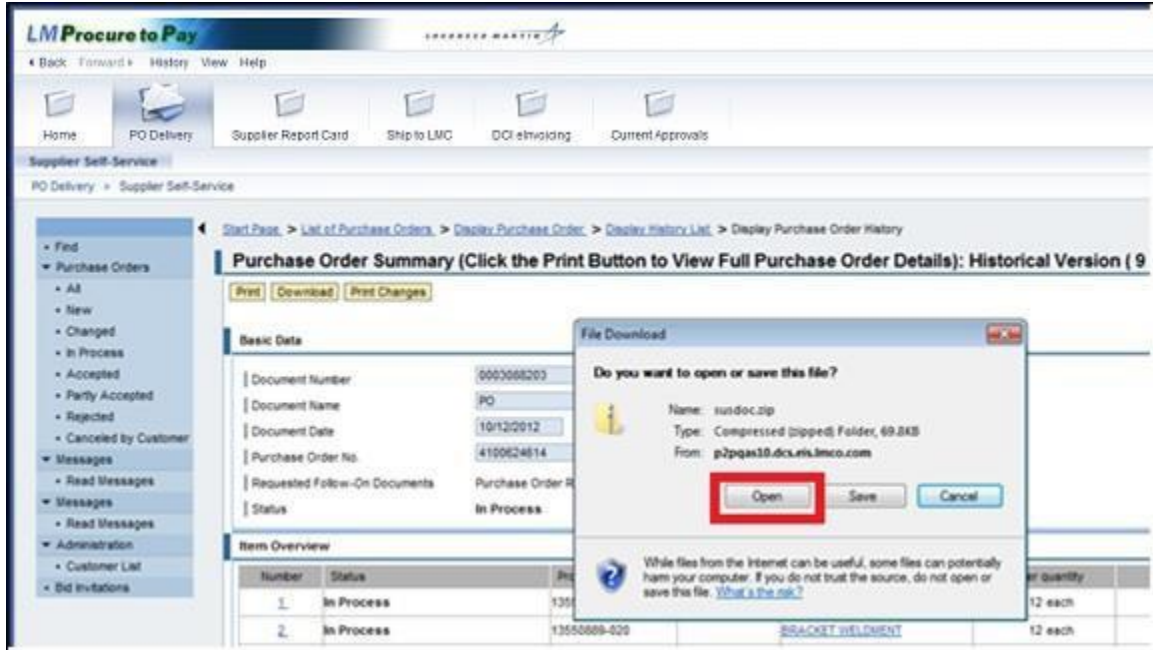 LM Procure to Pay
LOCKHEED MARTIN
Back Forward History View Help
Home PO Delivery Supplier Report Card Ship to LMC DCI eInvoicing Current Approvals
Supplier Self-Service
PO Delivery > Supplier Self-Service
Start Page > List of Purchase Orders > Display Purchase Order > Display History List > Display Purchase Order History
Find
Purchase Orders
All
New
Changed
In Process
Accepted
Partly Accepted
Rejected
Canceled by Customer
Messages
Read Messages
Messages
Read Messages
Administration
Customer List
Bid Invitations
Purchase Order Summary (Click the Print Button to View Full Purchase Order Details): Historical Version ( 9
Print Download Print Changes
Basic Data
Document Number 0003068203
Document Name PO
Document Date 10/12/2012
Purchase Order No. 4100624614
Requested Follow-On Documents Purchase Order R
Status In Process
Item Overview
Number Status Pro er quantity
1 In Process 1355 12 each
2 In Process 13550889-020 BRACKET WELDMENT 12 each
File Download
Do you want to open or save this file?
Name: susdoc.zip
Type: Compressed (zipped) Folder, 69.8KB
From: p2pqas10.dcs.eis.lmco.com
Open Save Cancel
While files from the Internet can be useful, some files can potentially
harm your computer. If you do not trust the source, do not open or
save this file. What's the risk?